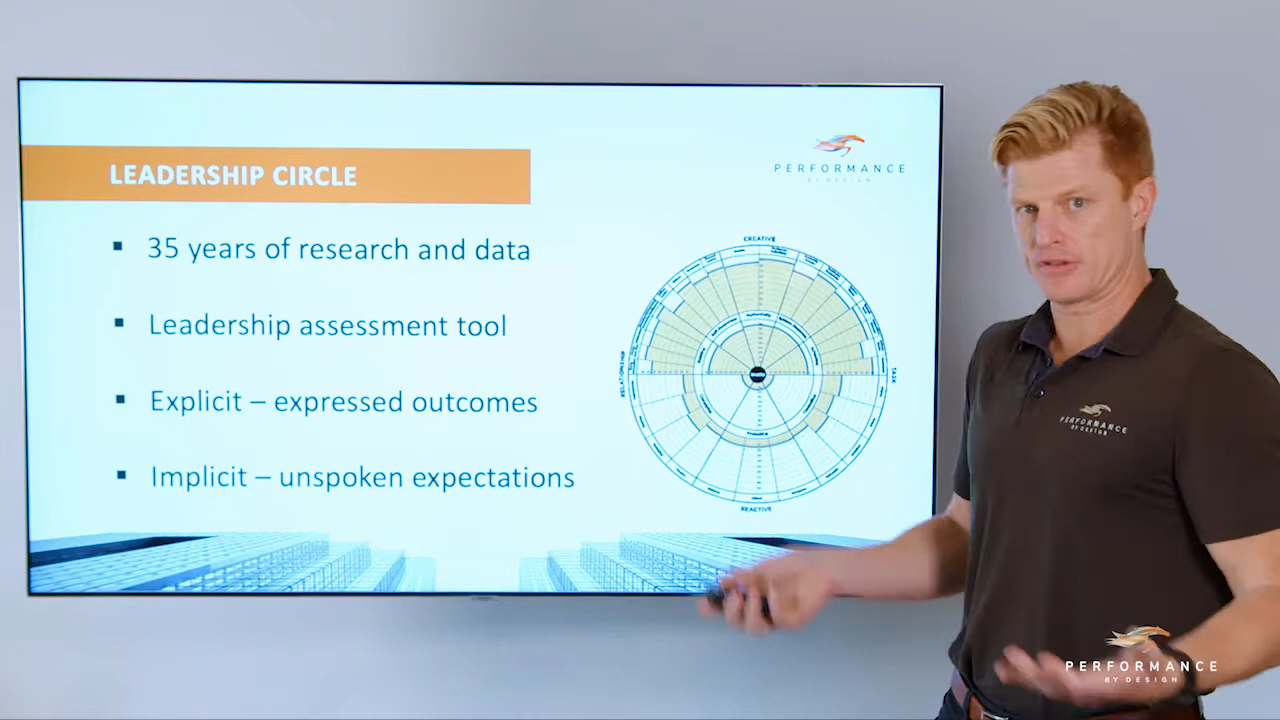 LEADERSHIP CIRCLE
PERFORMANCE
BY DESIGN
▪ 35 years of research and data
▪ Leadership assessment tool
▪ Explicit – expressed outcomes
▪ Implicit – unspoken expectations
CREATIVE
RELATIONSHIP
TASK
REACTIVE
PERFORMANCE
BY DESIGN
PERFORMANCE
BY DESIGN